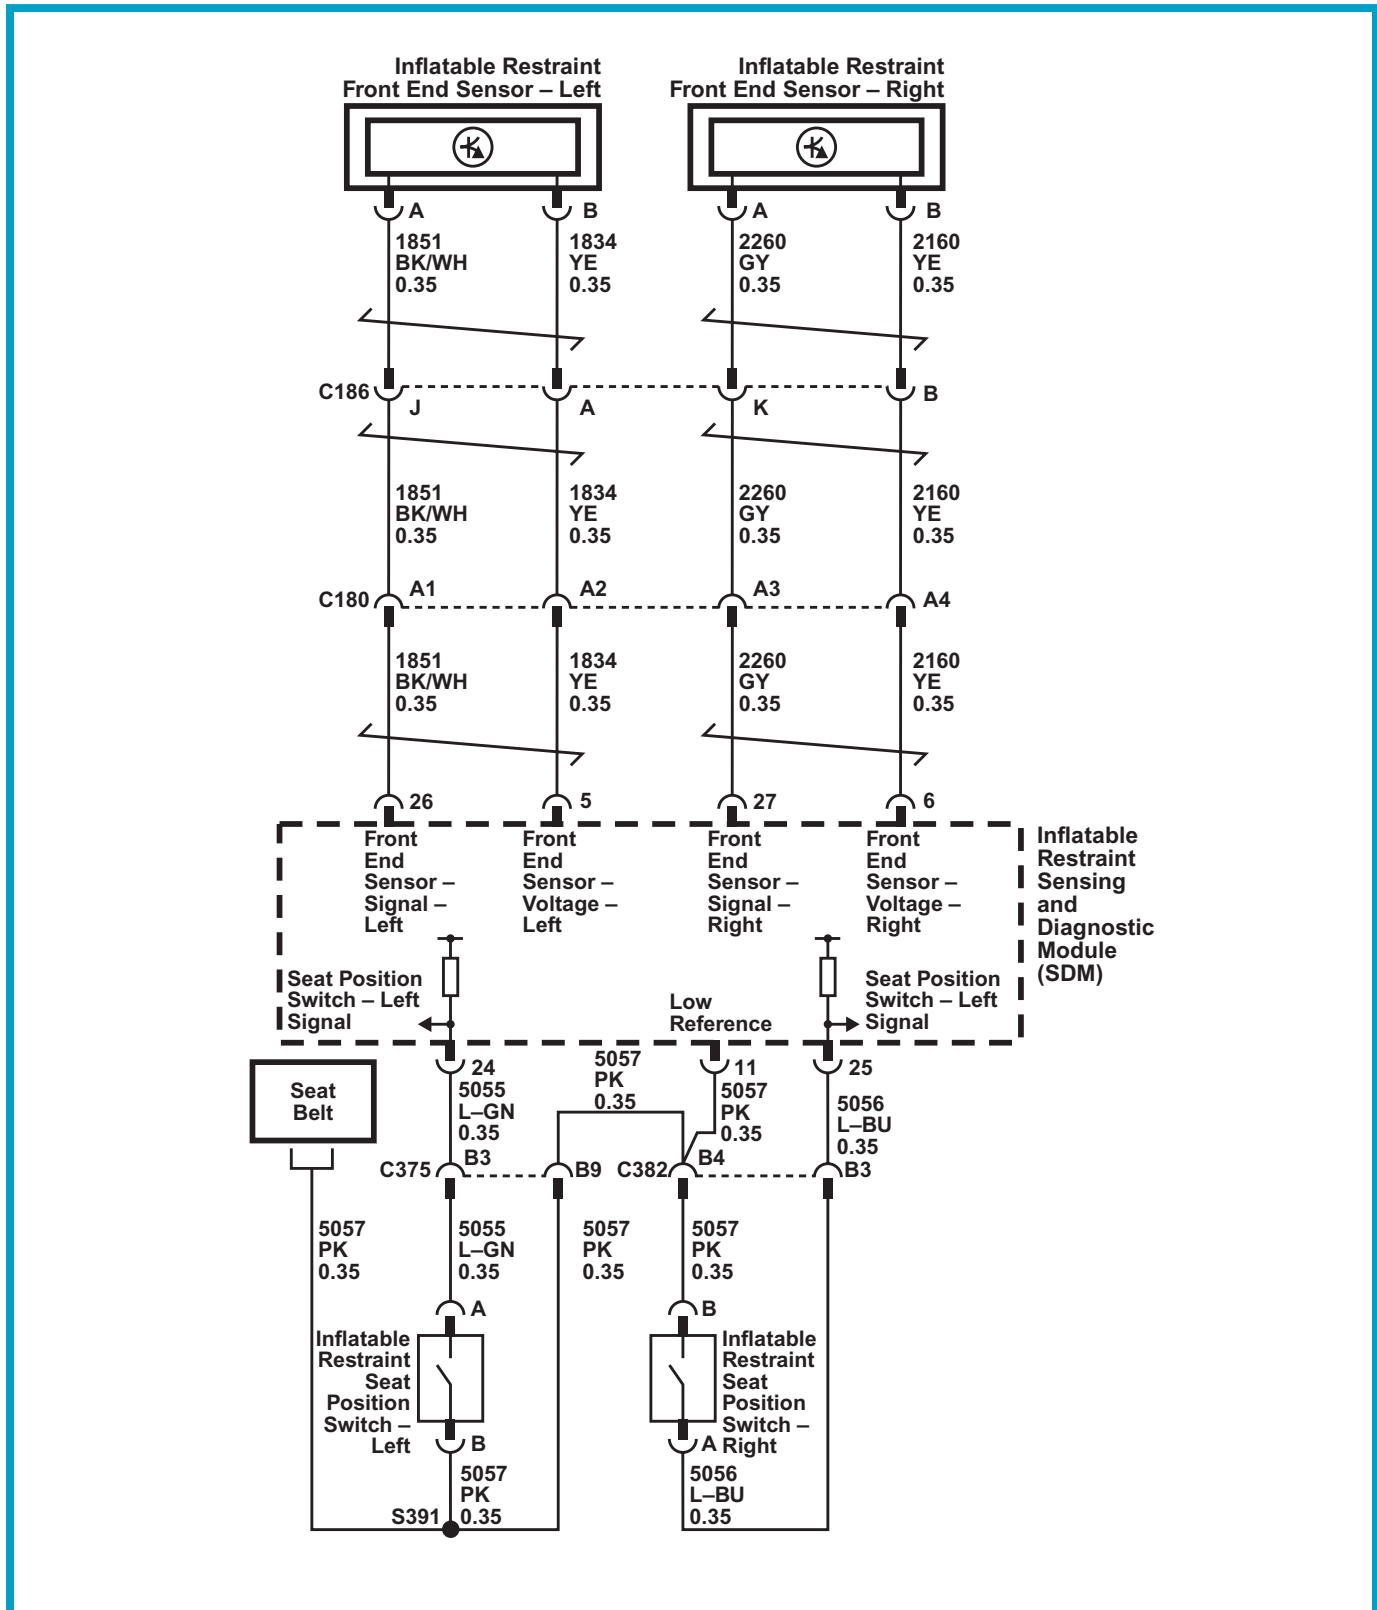 Inflatable Restraint
Front End Sensor – Left
Inflatable Restraint
Front End Sensor – Right
A
B
A
B
1851
BK/WH
0.35
1834
YE
0.35
2260
GY
0.35
2160
YE
0.35
C186
J
A
K
B
1851
BK/WH
0.35
1834
YE
0.35
2260
GY
0.35
2160
YE
0.35
C180
A1
A2
A3
A4
1851
BK/WH
0.35
1834
YE
0.35
2260
GY
0.35
2160
YE
0.35
26
5
27
6
Front
End
Sensor –
Signal –
Left
Front
End
Sensor –
Voltage –
Left
Front
End
Sensor –
Signal –
Right
Front
End
Sensor –
Voltage –
Right
Inflatable
Restraint
Sensing
and
Diagnostic
Module
(SDM)
Seat Position
Switch – Left
Signal
Low
Reference
Seat Position
Switch – Left
Signal
Seat
Belt
24
5055
L–GN
0.35
5057
PK
0.35
11
5057
PK
0.35
25
5056
L–BU
0.35
C375
B3
B9
C382
B4
B3
5057
PK
0.35
5055
L–GN
0.35
5057
PK
0.35
5057
PK
0.35
A
B
Inflatable
Restraint
Seat
Position
Switch –
Left
Inflatable
Restraint
Seat
Position
Switch –
Right
B
A
5057
PK
0.35
S391
5056
L–BU
0.35